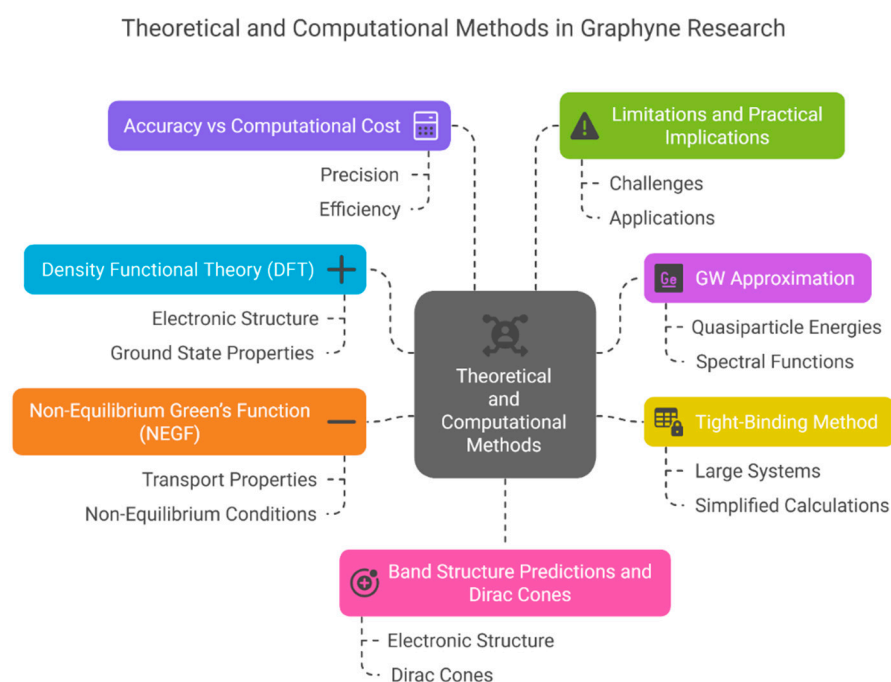 Theoretical and Computational Methods in Graphyne Research
Accuracy vs Computational Cost
Precision
Efficiency
Limitations and Practical
Implications
Challenges
Applications
Density Functional Theory (DFT)
Electronic Structure
Ground State Properties
Ge
GW Approximation
Quasiparticle Energies
Spectral Functions
Theoretical
and
Computational
Methods
Non-Equilibrium Green's Function
(NEGF)
Transport Properties
Non-Equilibrium Conditions
Tight-Binding Method
Large Systems
Simplified Calculations
Band Structure Predictions and
Dirac Cones
Electronic Structure
Dirac Cones